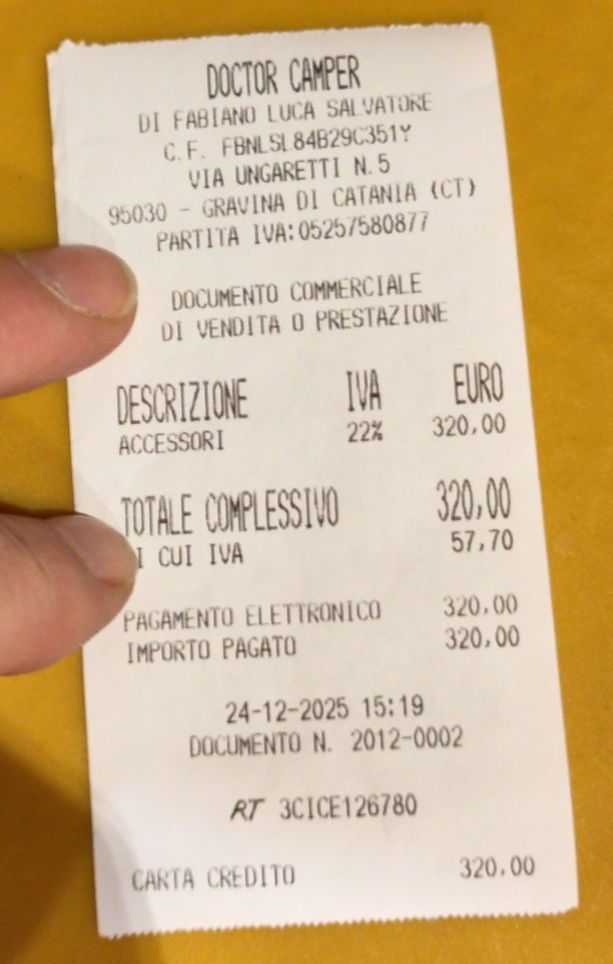 DOCTOR CAMPER
DI FABIANO LUCA SALVATORE
C.F. FBNLSL84B29C351Y
VIA UNGARETTI N.5
95030 - GRAVINA DI CATANIA (CT)
PARTITA IVA:05257580877
DOCUMENTO COMMERCIALE
DI VENDITA O PRESTAZIONE
DESCRIZIONE IVA EURO
ACCESSORI 22% 320,00
TOTALE COMPLESSIVO 320,00
I CUI IVA 57,70
PAGAMENTO ELETTRONICO 320,00
IMPORTO PAGATO 320,00
24-12-2025 15:19
DOCUMENTO N. 2012-0002
RT 3CICE126780
CARTA CREDITO 320,00